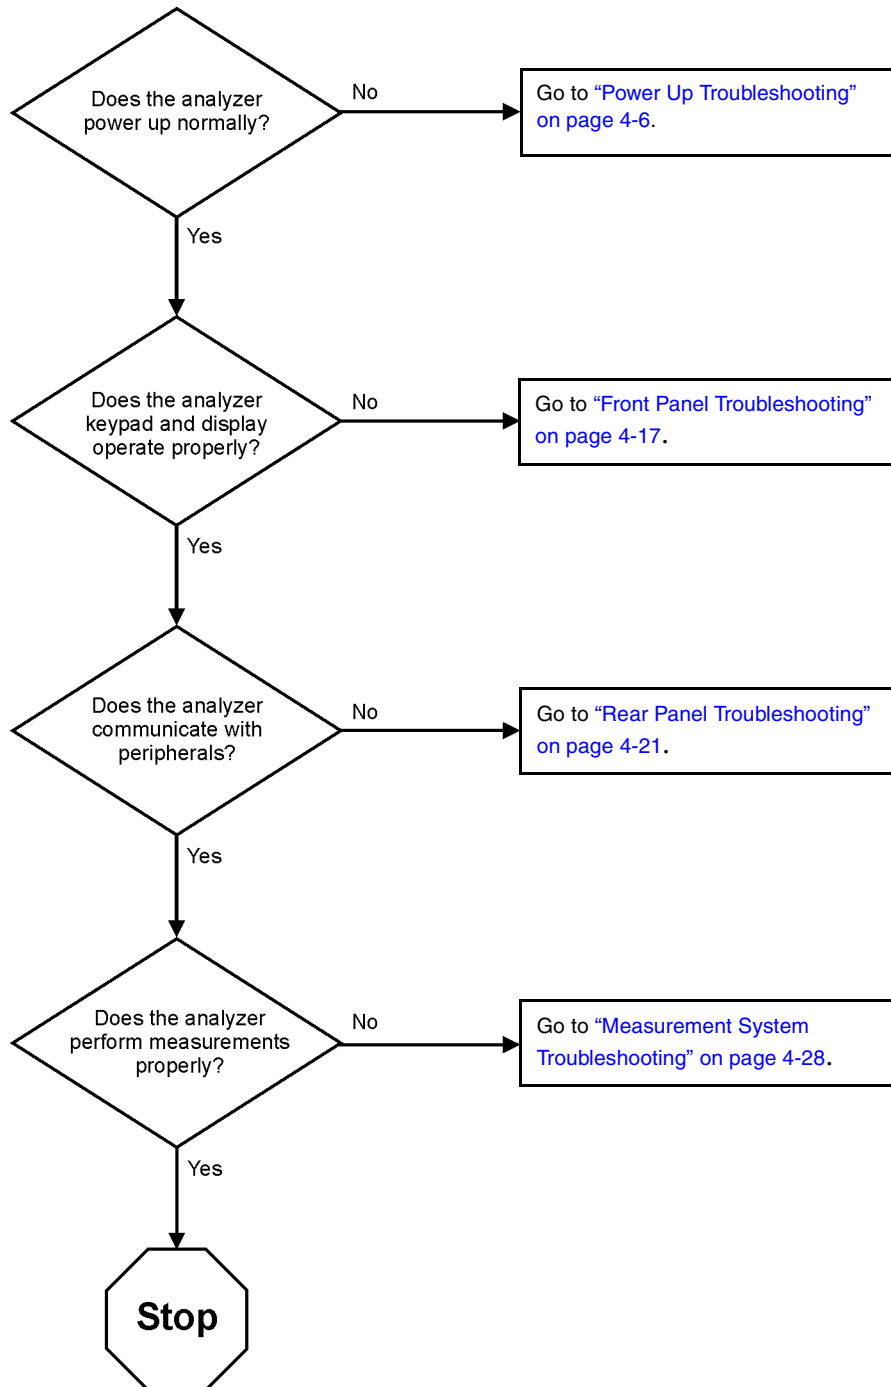 Does the analyzer
power up normally?
No
Go to “Power Up Troubleshooting”
on page 4-6.
Yes
Does the analyzer
keypad and display
operate properly?
No
Go to “Front Panel Troubleshooting”
on page 4-17.
Yes
Does the analyzer
communicate with
peripherals?
No
Go to “Rear Panel Troubleshooting”
on page 4-21.
Yes
Does the analyzer
perform measurements
properly?
No
Go to “Measurement System
Troubleshooting” on page 4-28.
Yes
Stop